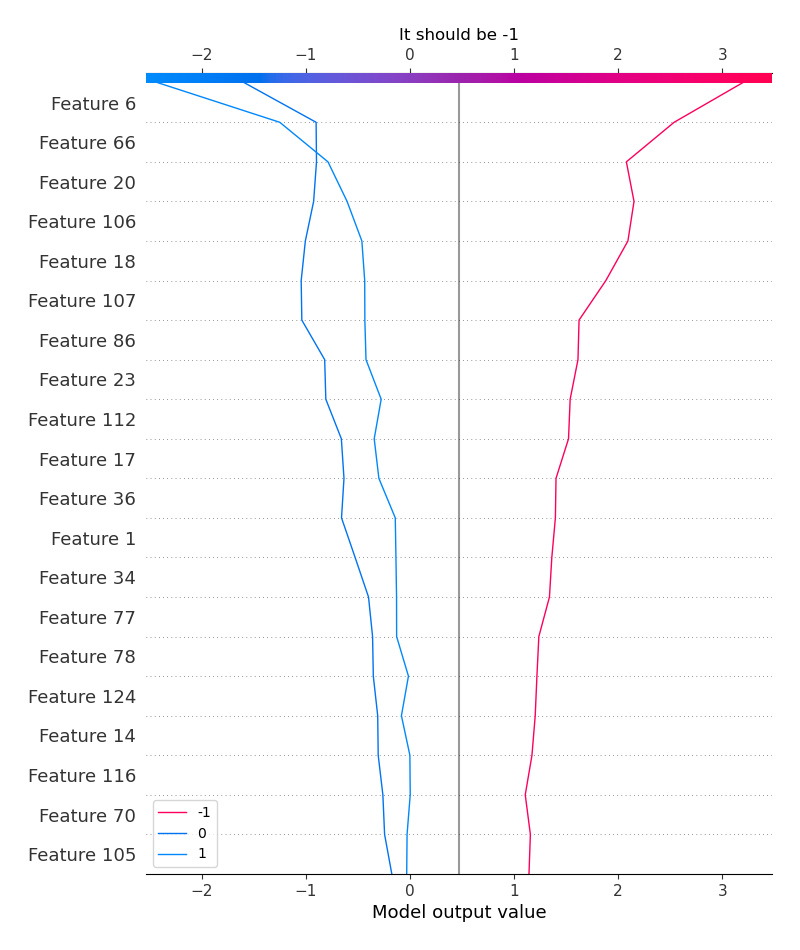 It should be -1
−2 −1 0 1 2 3
Feature 6
Feature 66
Feature 20
Feature 106
Feature 18
Feature 107
Feature 86
Feature 23
Feature 112
Feature 17
Feature 36
Feature 1
Feature 34
Feature 77
Feature 78
Feature 124
Feature 14
Feature 116
Feature 70
Feature 105
-1
0
1
−2 −1 0 1 2 3
Model output value